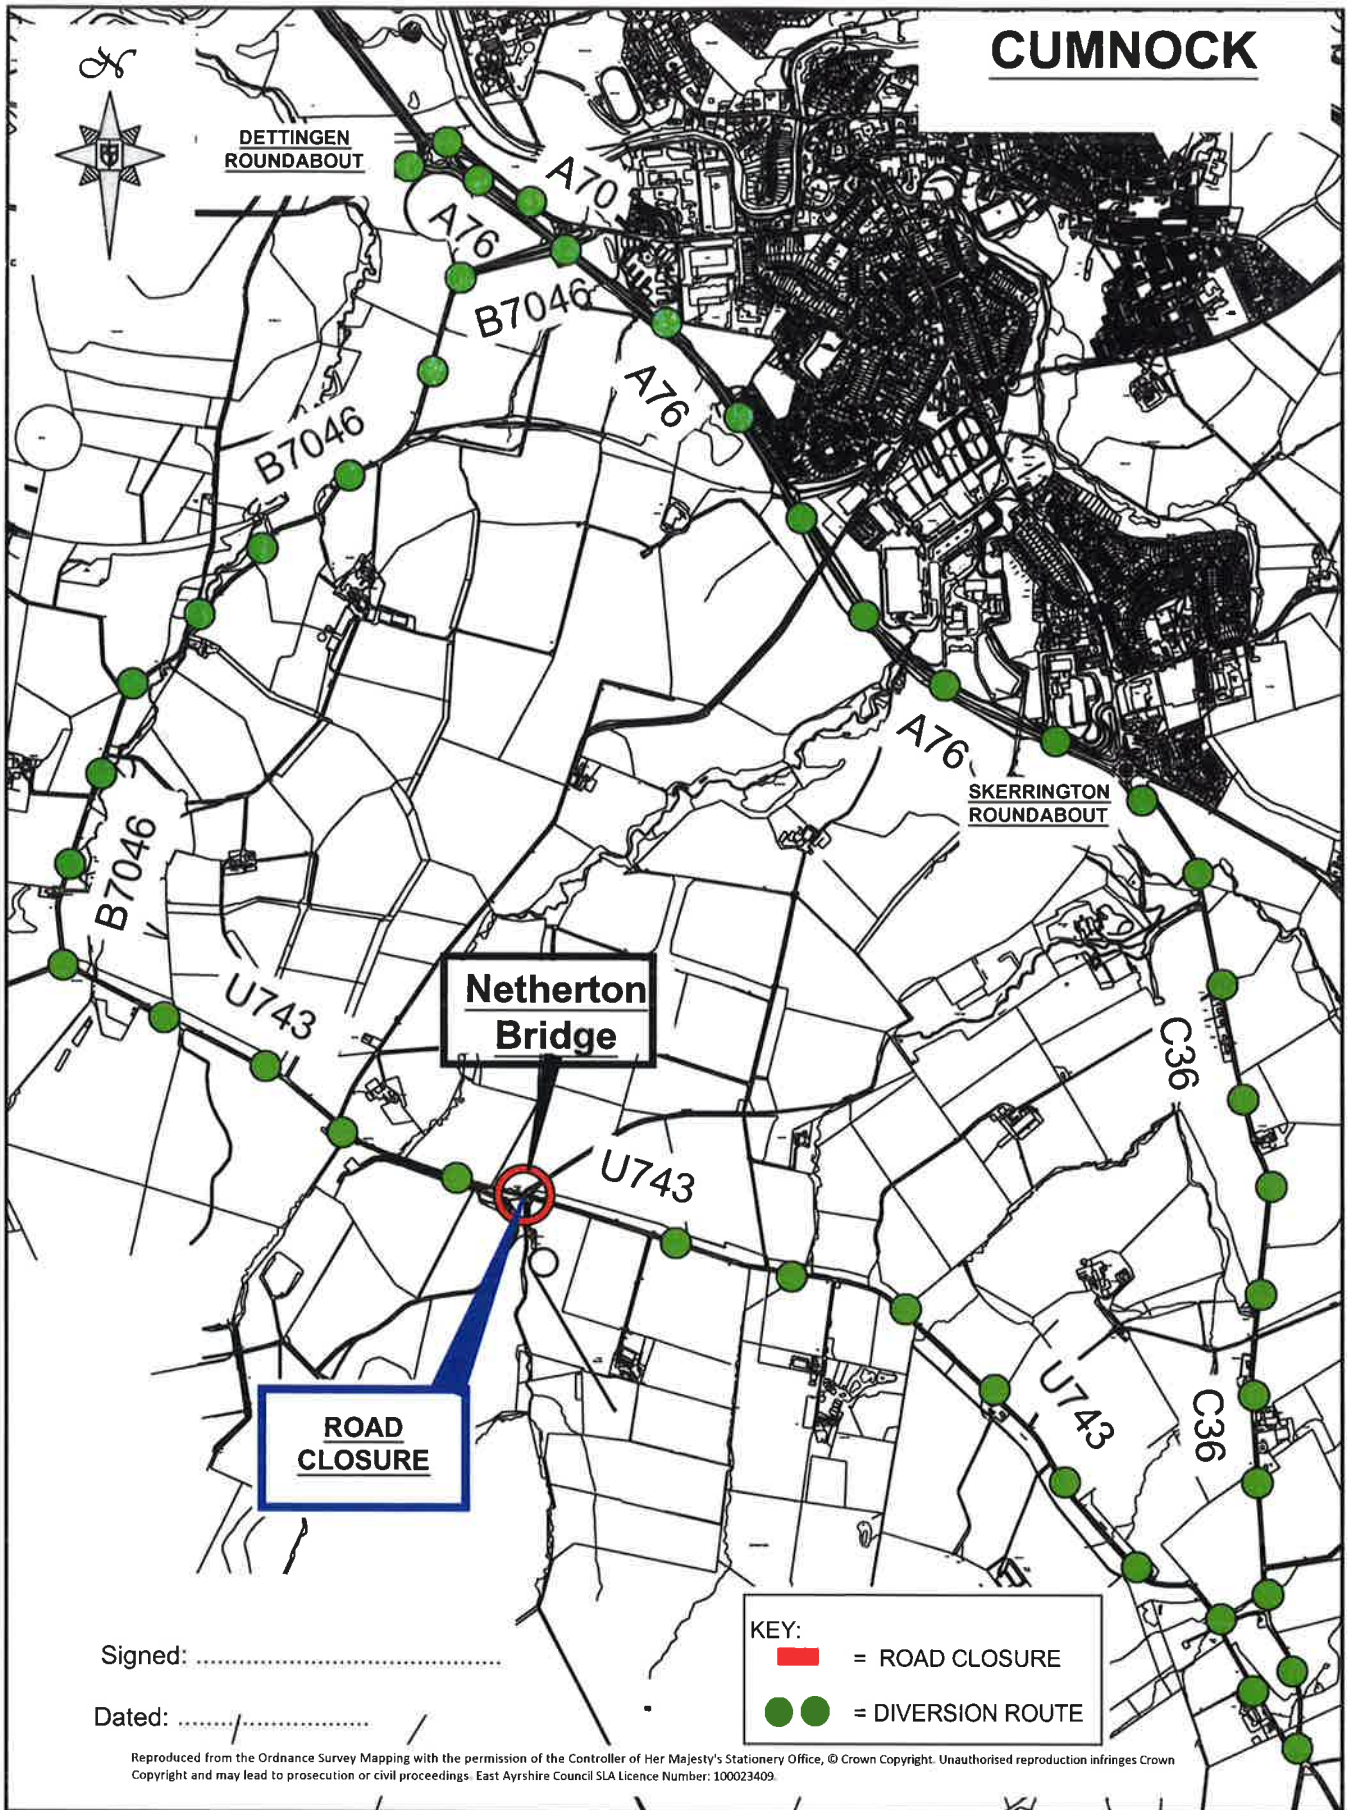 CUMNOCK
N
DETTINGEN
ROUNDABOUT
A70
A76
B7046
A76
B7046
A76
SKERRINGTON
ROUNDABOUT
B7046
U743
Netherton
Bridge
C36
U743
U743
C36
ROAD
CLOSURE
KEY:
= ROAD CLOSURE
= DIVERSION ROUTE
Signed: ........................................
Dated: .........................
Reproduced from the Ordnance Survey Mapping with the permission of the Controller of Her Majesty's Stationery Office, © Crown Copyright. Unauthorised reproduction infringes Crown
Copyright and may lead to prosecution or civil proceedings. East Ayrshire Council SLA Licence Number: 100023409.